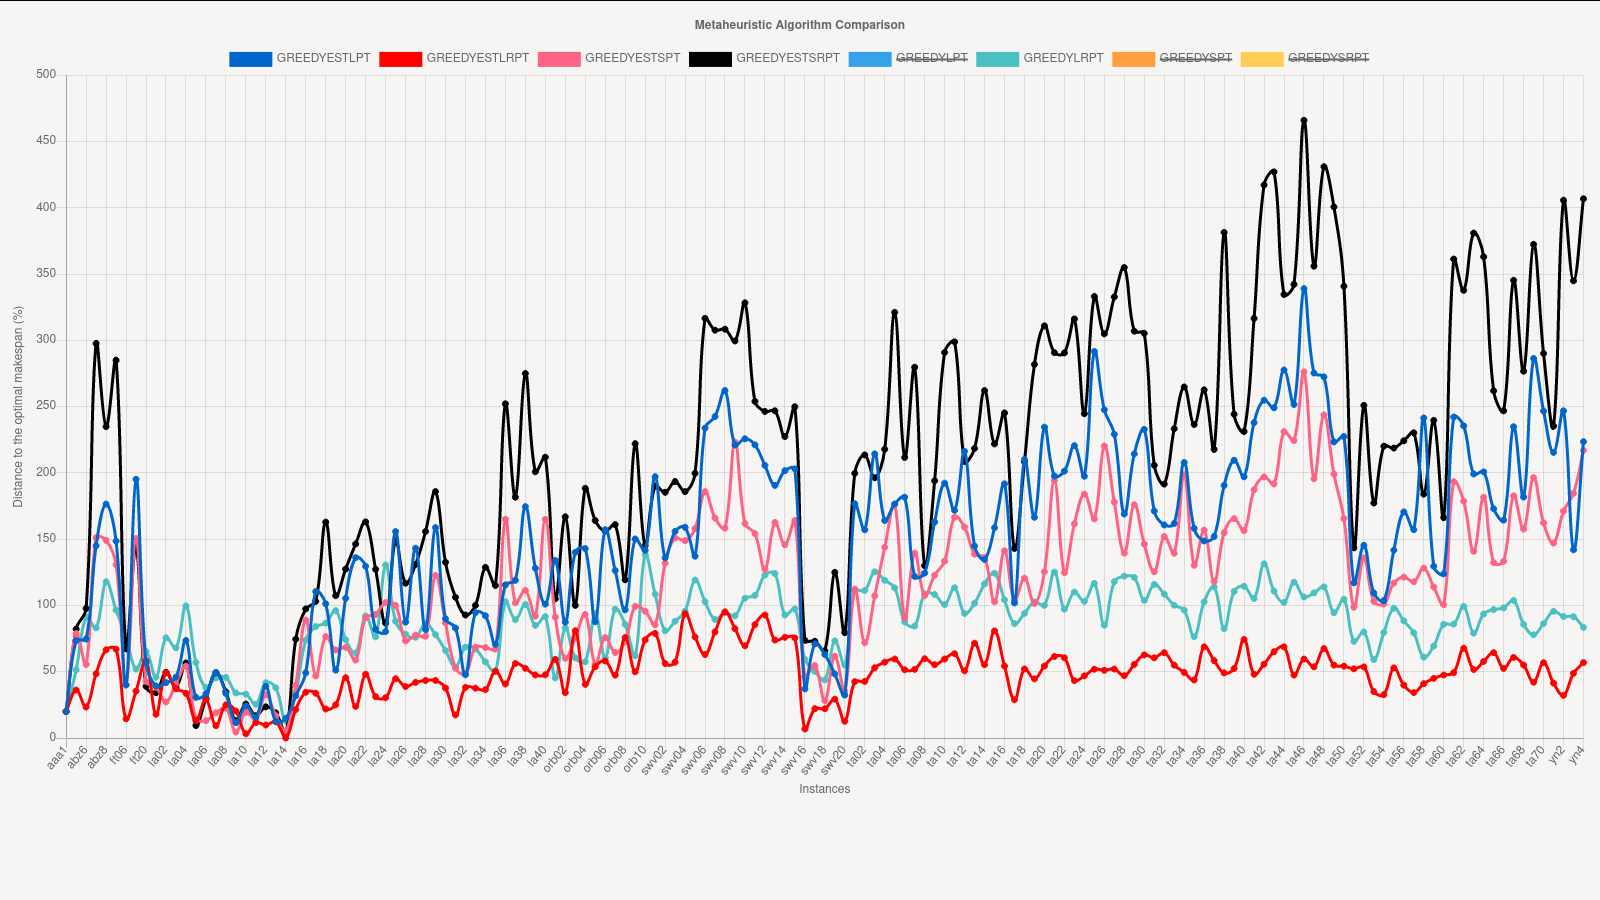 Metaheuristic Algorithm Comparison
GREEDYESTLPT GREEDYESTLRPT GREEDYESTSPT GREEDYESTSRPT GREEDYLPT GREEDYLRPT GREEDYSPT GREEDYSRPT
500
450
400
350
300
250
200
150
100
50
0
Distance to the optimal makespan (%)
aaa1 abz6 abz8 ft06 ft20 la02 la04 la06 la08 la10 la12 la14 la16 la18 la20 la22 la24 la26 la28 la30 la32 la34 la36 la38 la40 orb02 orb04 orb06 orb08 orb10 swv02 swv04 swv06 swv08 swv10 swv12 swv14 swv16 swv18 swv20 ta02 ta04 ta06 ta08 ta10 ta12 ta14 ta16 ta18 ta20 ta22 ta24 ta26 ta28 ta30 ta32 ta34 ta36 ta38 ta40 ta42 ta44 ta46 ta48 ta50 ta52 ta54 ta56 ta58 ta60 ta62 ta64 ta66 ta68 ta70 yn2 yn4
Instances